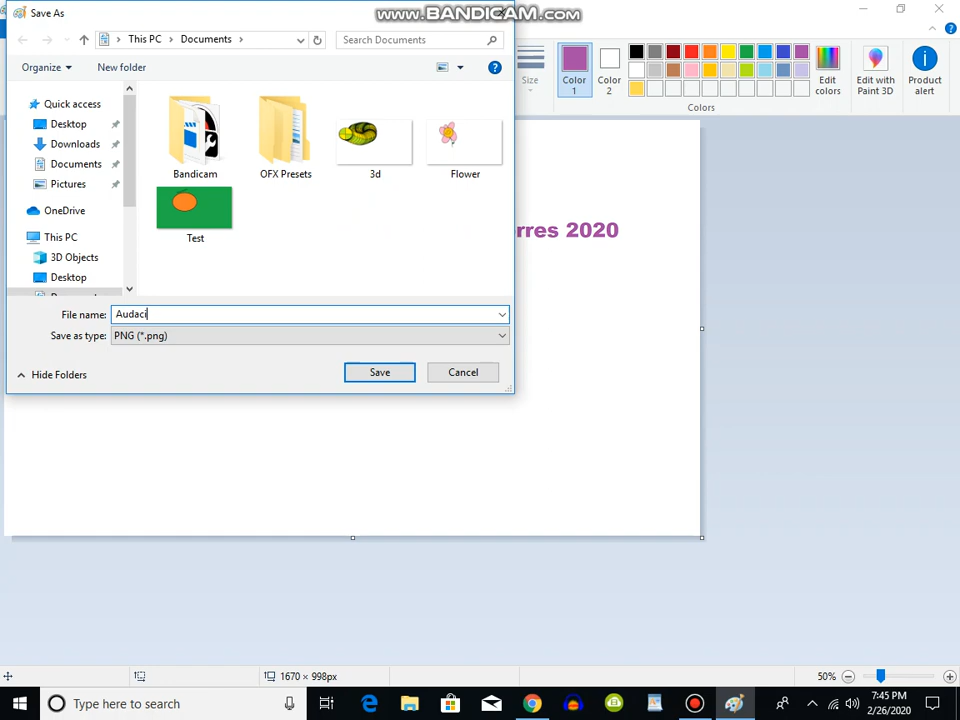 Save As
www.BANDICAM.com
This PC
Documents
Search Documents
Organize
New folder
Size
Color 1
Color 2
Edit colors
Edit with Paint 3D
Product alert
Colors
Quick access
Desktop
Downloads
Documents
Pictures
OneDrive
This PC
3D Objects
Desktop
Bandicam
OFX Presets
3d
Flower
Test
rres 2020
File name: Audaci
Save as type: PNG (*.png)
Hide Folders
Save
Cancel
1670 × 998px
50%
Type here to search
7:45 PM
2/26/2020